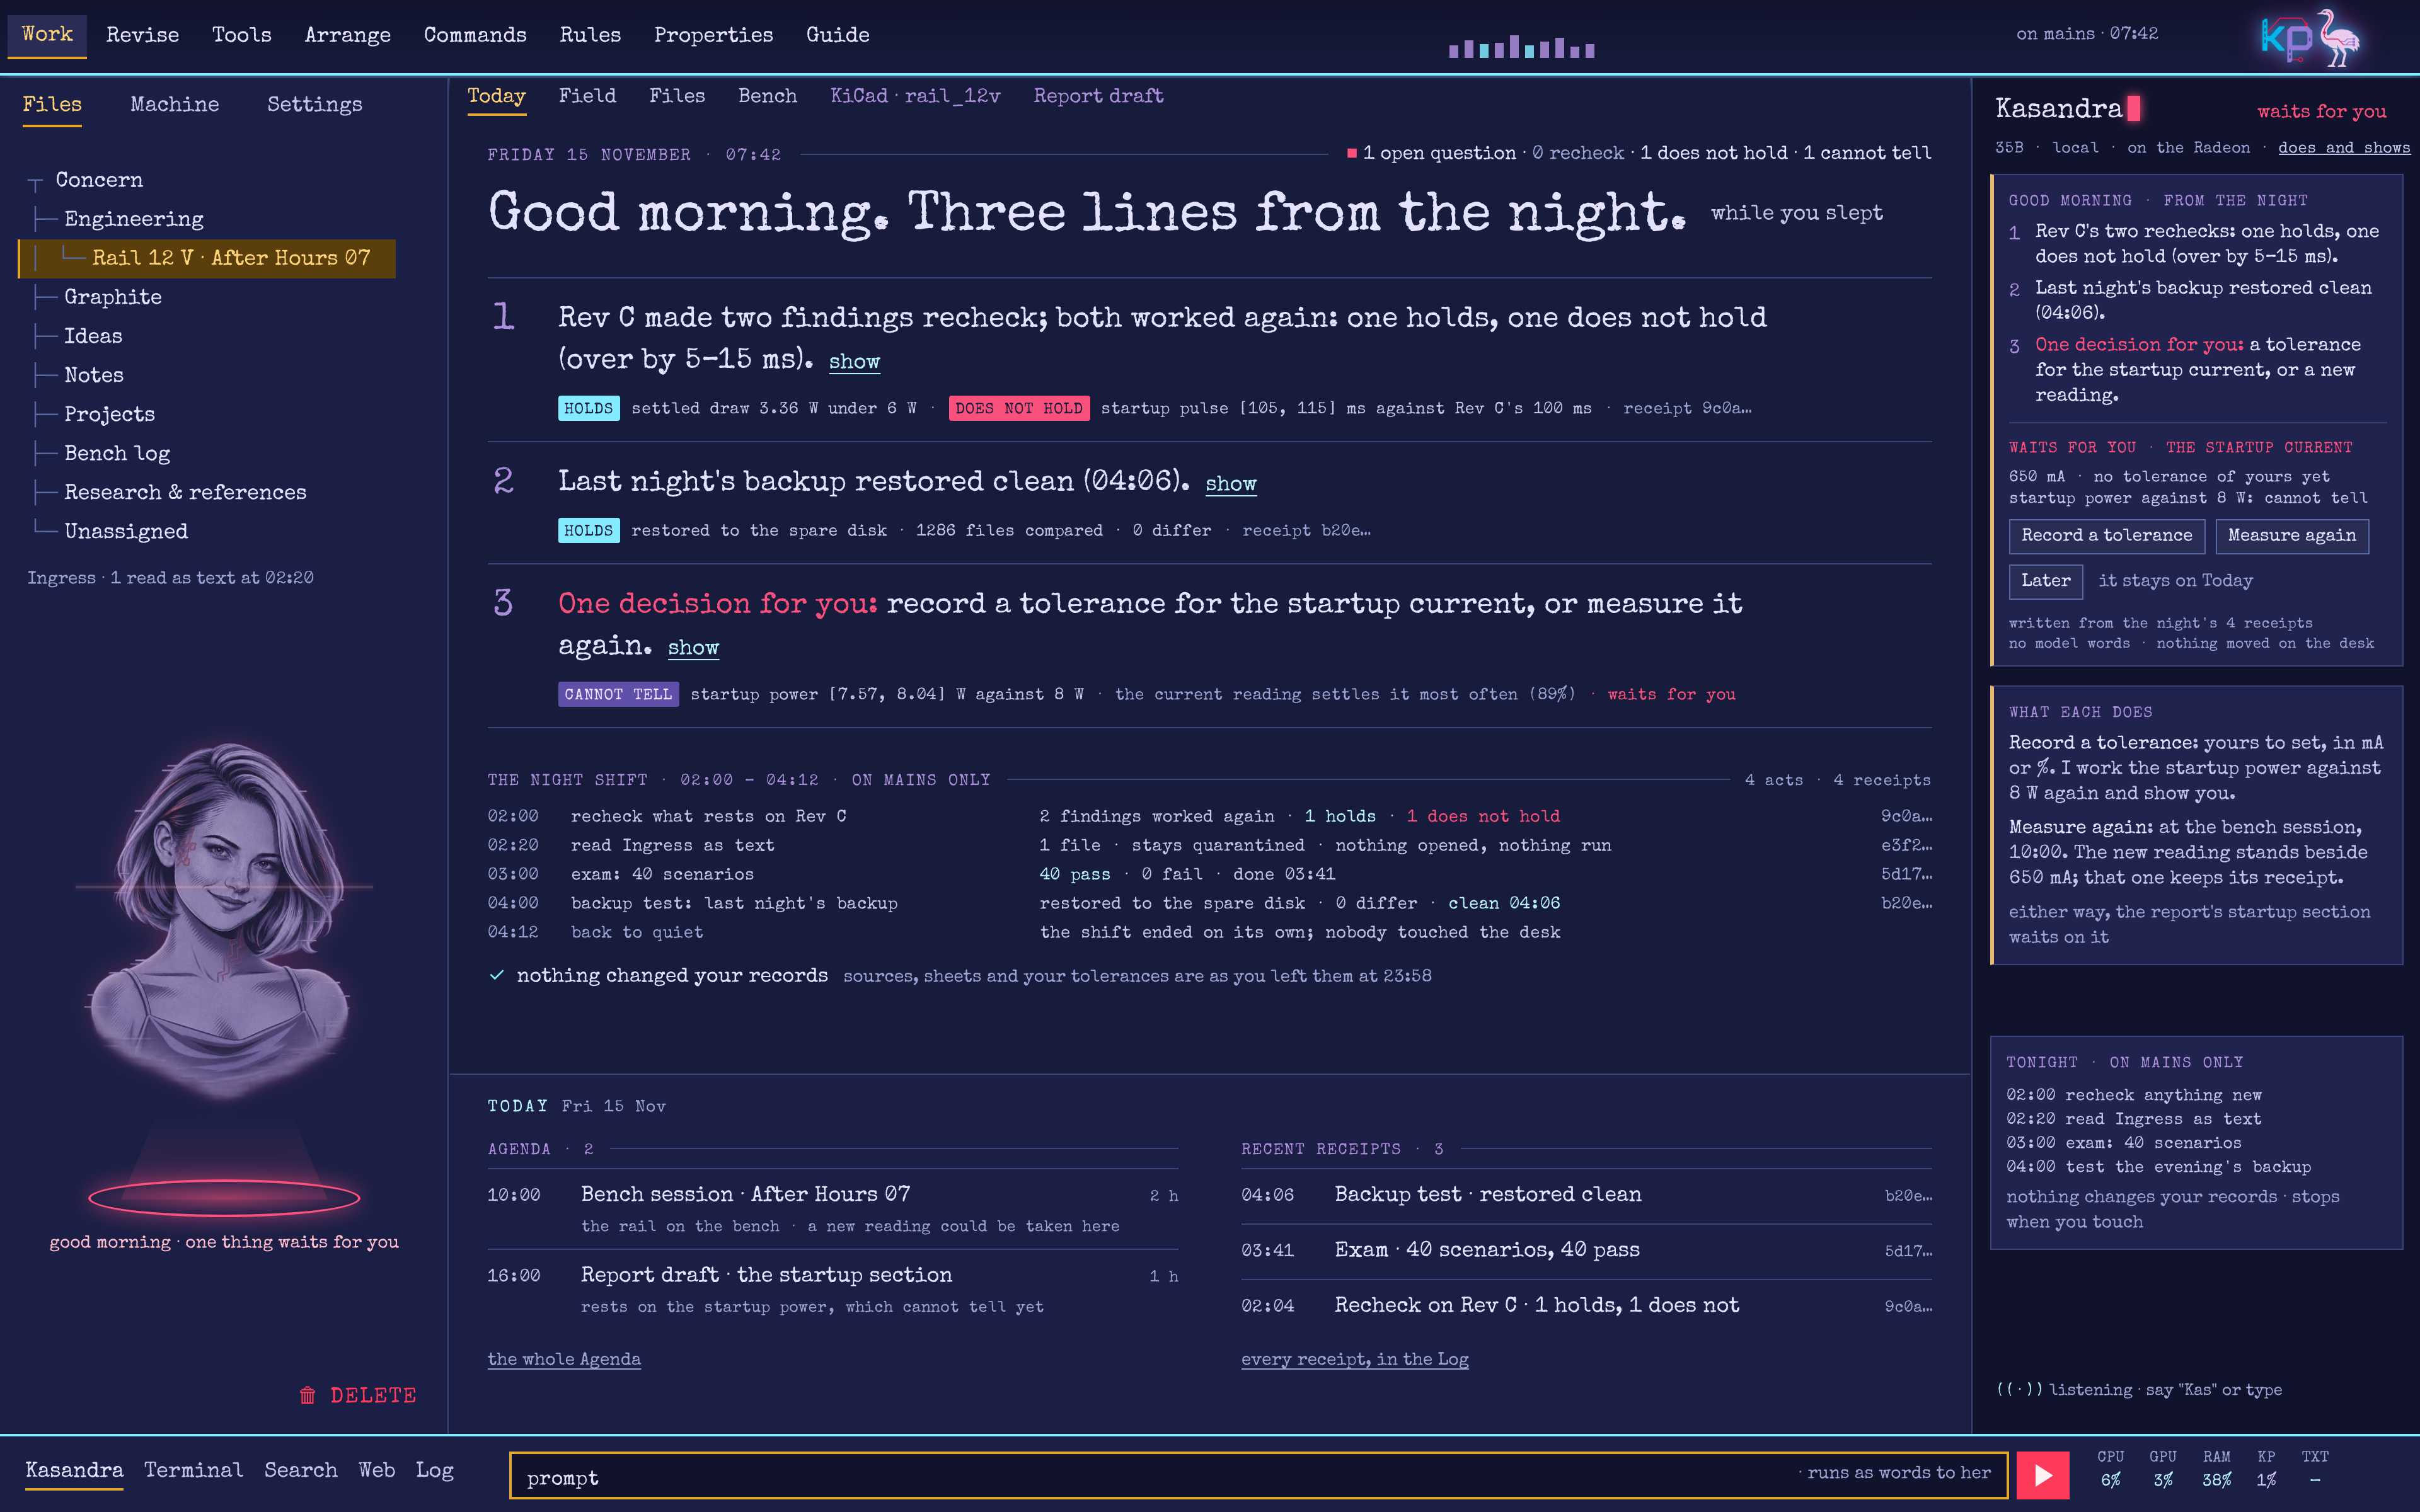 Work Revise Tools Arrange Commands Rules Properties Guide
on mains · 07:42
kp
Files Machine Settings
Concern
Engineering
Rail 12 V · After Hours 07
Graphite
Ideas
Notes
Projects
Bench log
Research & references
Unassigned
Ingress · 1 read as text at 02:20
good morning · one thing waits for you
DELETE
Today Field Files Bench KiCad · rail_12v Report draft
FRIDAY 15 NOVEMBER · 07:42
1 open question · 0 recheck · 1 does not hold · 1 cannot tell
Good morning. Three lines from the night. while you slept
1 Rev C made two findings recheck; both worked again: one holds, one does not hold
(over by 5–15 ms). show
HOLDS settled draw 3.36 W under 6 W · DOES NOT HOLD startup pulse [105, 115] ms against Rev C's 100 ms · receipt 9c0a…
2 Last night's backup restored clean (04:06). show
HOLDS restored to the spare disk · 1286 files compared · 0 differ · receipt b20e…
3 One decision for you: record a tolerance for the startup current, or measure it
again. show
CANNOT TELL startup power [7.57, 8.04] W against 8 W · the current reading settles it most often (89%) · waits for you
THE NIGHT SHIFT · 02:00 – 04:12 · ON MAINS ONLY 4 acts · 4 receipts
02:00 recheck what rests on Rev C 2 findings worked again · 1 holds · 1 does not hold 9c0a…
02:20 read Ingress as text 1 file · stays quarantined · nothing opened, nothing run e3f2…
03:00 exam: 40 scenarios 40 pass · 0 fail · done 03:41 5d17…
04:00 backup test: last night's backup restored to the spare disk · 0 differ · clean 04:06 b20e…
04:12 back to quiet the shift ended on its own; nobody touched the desk
✓ nothing changed your records sources, sheets and your tolerances are as you left them at 23:58
TODAY Fri 15 Nov
AGENDA · 2
10:00 Bench session · After Hours 07 2 h
the rail on the bench · a new reading could be taken here
16:00 Report draft · the startup section 1 h
rests on the startup power, which cannot tell yet
the whole Agenda
RECENT RECEIPTS · 3
04:06 Backup test · restored clean b20e…
03:41 Exam · 40 scenarios, 40 pass 5d17…
02:04 Recheck on Rev C · 1 holds, 1 does not 9c0a…
every receipt, in the Log
Kasandra waits for you
35B · local · on the Radeon · does and shows
GOOD MORNING · FROM THE NIGHT
1 Rev C's two rechecks: one holds, one
does not hold (over by 5–15 ms).
2 Last night's backup restored clean
(04:06).
3 One decision for you: a tolerance
for the startup current, or a new
reading.
WAITS FOR YOU · THE STARTUP CURRENT
650 mA · no tolerance of yours yet
startup power against 8 W: cannot tell
Record a tolerance Measure again
Later it stays on Today
written from the night's 4 receipts
no model words · nothing moved on the desk
WHAT EACH DOES
Record a tolerance: yours to set, in mA
or %. I work the startup power against
8 W again and show you.
Measure again: at the bench session,
10:00. The new reading stands beside
650 mA; that one keeps its receipt.
either way, the report's startup section
waits on it
TONIGHT · ON MAINS ONLY
02:00 recheck anything new
02:20 read Ingress as text
03:00 exam: 40 scenarios
04:00 test the evening's backup
nothing changes your records · stops
when you touch
((·)) listening · say "Kas" or type
Kasandra Terminal Search Web Log
prompt · runs as words to her
CPU GPU RAM KP TXT
6% 3% 38% 1% –